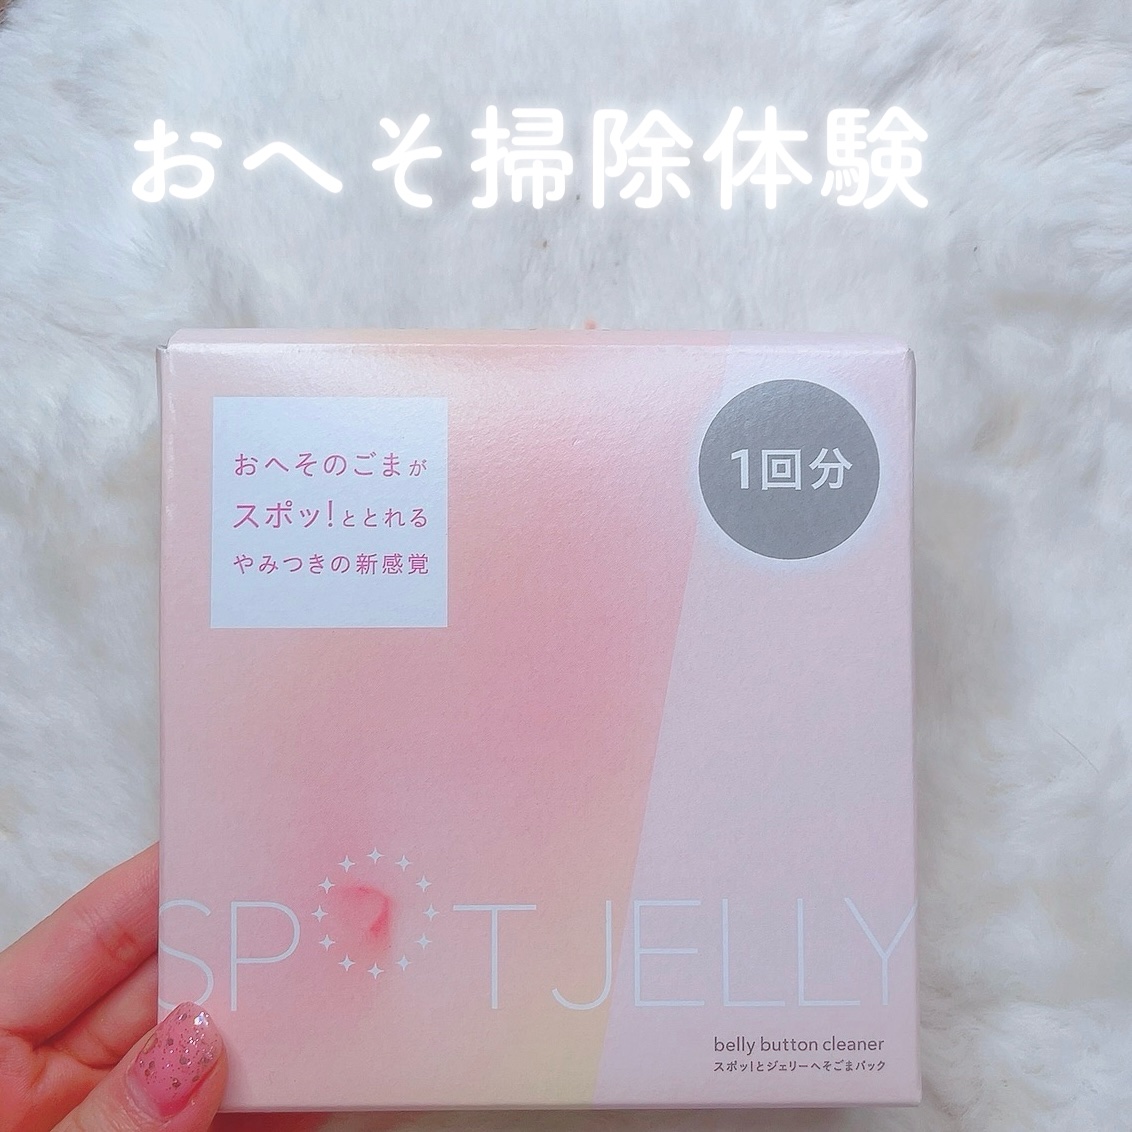 おへそ掃除体験
おへそのごまが
スポッ!ととれる
やみつきの新感覚
1回分
SPOT JELLY
belly button cleaner
スポッ!とジェリーへそごまパック